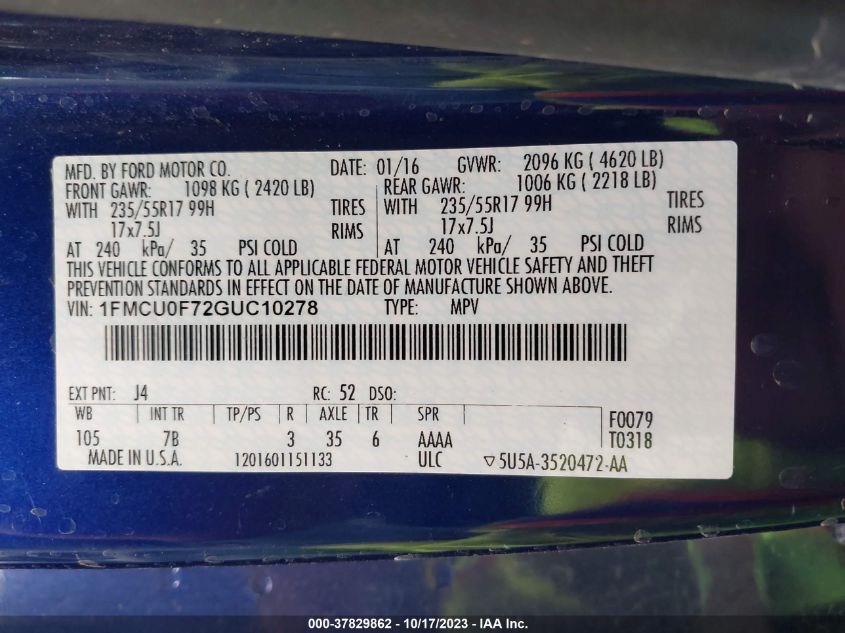 MFD. BY FORD MOTOR CO. DATE: 01/16 GVWR: 2096 KG ( 4620 LB)
FRONT GAWR: 1098 KG ( 2420 LB) REAR GAWR: 1006 KG ( 2218 LB)
WITH 235/55R17 99H TIRES WITH 235/55R17 99H TIRES
17x7.5J RIMS 17x7.5J RIMS
AT 240 kPa/ 35 PSI COLD AT 240 kPa/ 35 PSI COLD
THIS VEHICLE CONFORMS TO ALL APPLICABLE FEDERAL MOTOR VEHICLE SAFETY AND THEFT
PREVENTION STANDARDS IN EFFECT ON THE DATE OF MANUFACTURE SHOWN ABOVE.
VIN: 1FMCU0F72GUC10278 TYPE: MPV
EXT PNT: J4 RC: 52 DSO:
WB INT TR TP/PS R AXLE TR SPR F0079
105 7B 3 35 6 AAAA T0318
MADE IN U.S.A. 1201601151133 ULC ▽5U5A-3520472-AA
000-37829862 - 10/17/2023 - IAA Inc.